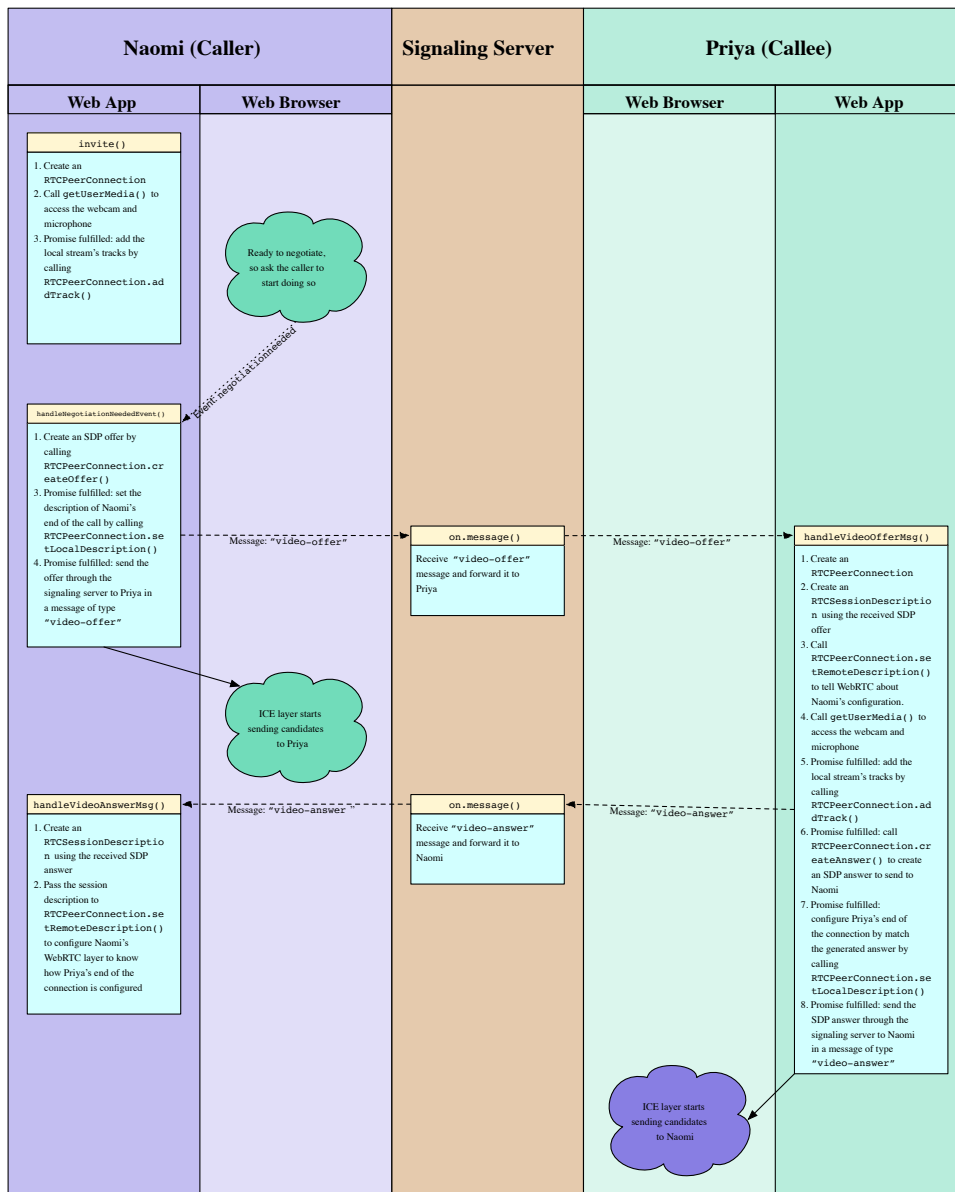 Naomi (Caller)
Signaling Server
Priya (Callee)
Web App
Web Browser
Web Browser
Web App
invite()
1. Create an
RTCPeerConnection
2. Call getUserMedia() to
access the webcam and
microphone
3. Promise fulfilled: add the
local stream's tracks by
calling
RTCPeerConnection.ad
dTrack()
Ready to negotiate,
so ask the caller to
start doing so
Event: negotiationneeded
handleNegotiationNeededEvent()
1. Create an SDP offer by
calling
RTCPeerConnection.cr
eateOffer()
3. Promise fulfilled: set the
description of Naomi's
end of the call by calling
RTCPeerConnection.se
tLocalDescription()
4. Promise fulfilled: send the
offer through the
signaling server to Priya in
a message of type
“video-offer”
Message: “video-offer”
on.message()
Receive “video-offer”
message and forward it to
Priya
Message: “video-offer”
handleVideoOfferMsg()
1. Create an
RTCPeerConnection
2. Create an
RTCSessionDescriptio
n using the received SDP
offer
3. Call
RTCPeerConnection.se
tRemoteDescription()
to tell WebRTC about
Naomi's configuration.
4. Call getUserMedia() to
access the webcam and
microphone
5. Promise fulfilled: add the
local stream's tracks by
calling
RTCPeerConnection.ad
dTrack()
6. Promise fulfilled: call
RTCPeerConnection.cr
eateAnswer() to create
an SDP answer to send to
Naomi
7. Promise fulfilled:
configure Priya's end of
the connection by match
the generated answer by
calling
RTCPeerConnection.se
tLocalDescription()
8. Promise fulfilled: send the
SDP answer through the
signaling server to Naomi
in a message of type
“video-answer”
ICE layer starts
sending candidates
to Priya
Message: “video-answer”
on.message()
Receive “video-answer”
message and forward it to
Naomi
Message: “video-answer ”
handleVideoAnswerMsg()
1. Create an
RTCSessionDescriptio
n using the received SDP
answer
2. Pass the session
description to
RTCPeerConnection.se
tRemoteDescription()
to configure Naomi's
WebRTC layer to know
how Priya's end of the
connection is configured
ICE layer starts
sending candidates
to Naomi